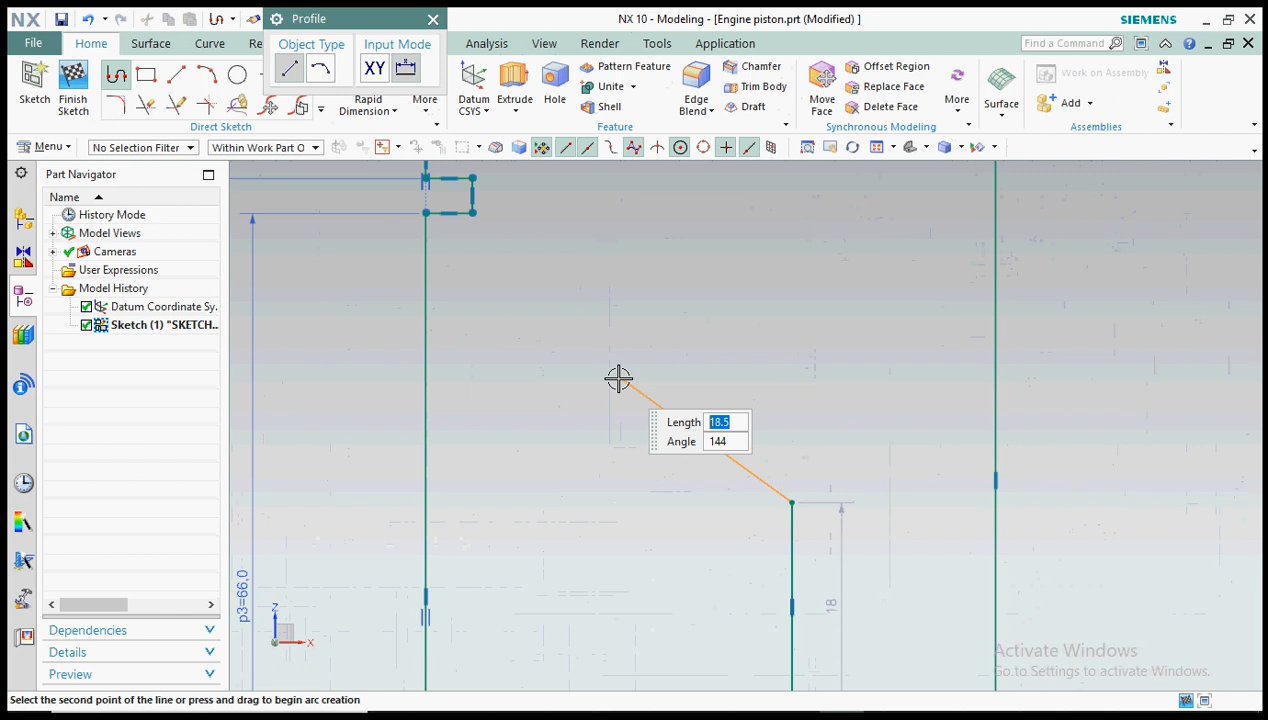 NX
Profile
NX 10 - Modeling - [Engine piston.prt (Modified) ]
SIEMENS
File
Home
Surface
Curve
Re
Object Type
Input Mode
Analysis
View
Render
Tools
Application
Find a Command
XY
Sketch
Finish Sketch
Rapid Dimension
More
Datum CSYS
Extrude
Hole
Pattern Feature
Unite
Shell
Edge Blend
Chamfer
Trim Body
Draft
Move Face
Offset Region
Replace Face
Delete Face
More
Surface
Work on Assembly
Add
Direct Sketch
Feature
Synchronous Modeling
Assemblies
Menu
No Selection Filter
Within Work Part O
Part Navigator
Name
History Mode
Model Views
Cameras
User Expressions
Model History
Datum Coordinate Sy.
Sketch (1) "SKETCH..
Dependencies
Details
Preview
Length 18.5
Angle 144
p3=66,0
18
Z
X
Activate Windows
Go to Settings to activate Windows.
Select the second point of the line or press and drag to begin arc creation